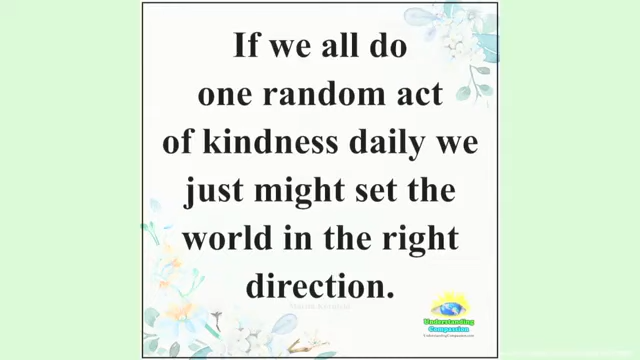 If we all do
one random act
of kindness daily we
just might set the
world in the right
direction.
Understanding
Compassion